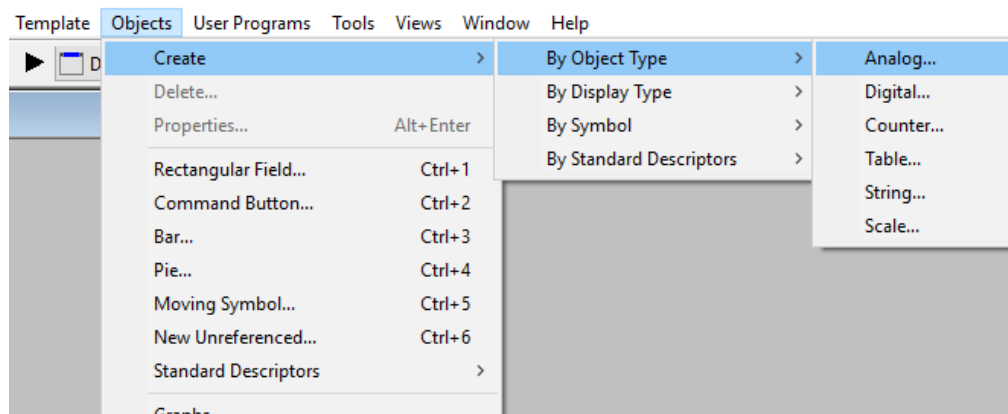 Template Objects User Programs Tools Views Window Help
D
Create
Delete...
Properties... Alt+Enter
Rectangular Field... Ctrl+1
Command Button... Ctrl+2
Bar... Ctrl+3
Pie... Ctrl+4
Moving Symbol... Ctrl+5
New Unreferenced... Ctrl+6
Standard Descriptors
By Object Type
By Display Type
By Symbol
By Standard Descriptors
Analog...
Digital...
Counter...
Table...
String...
Scale...